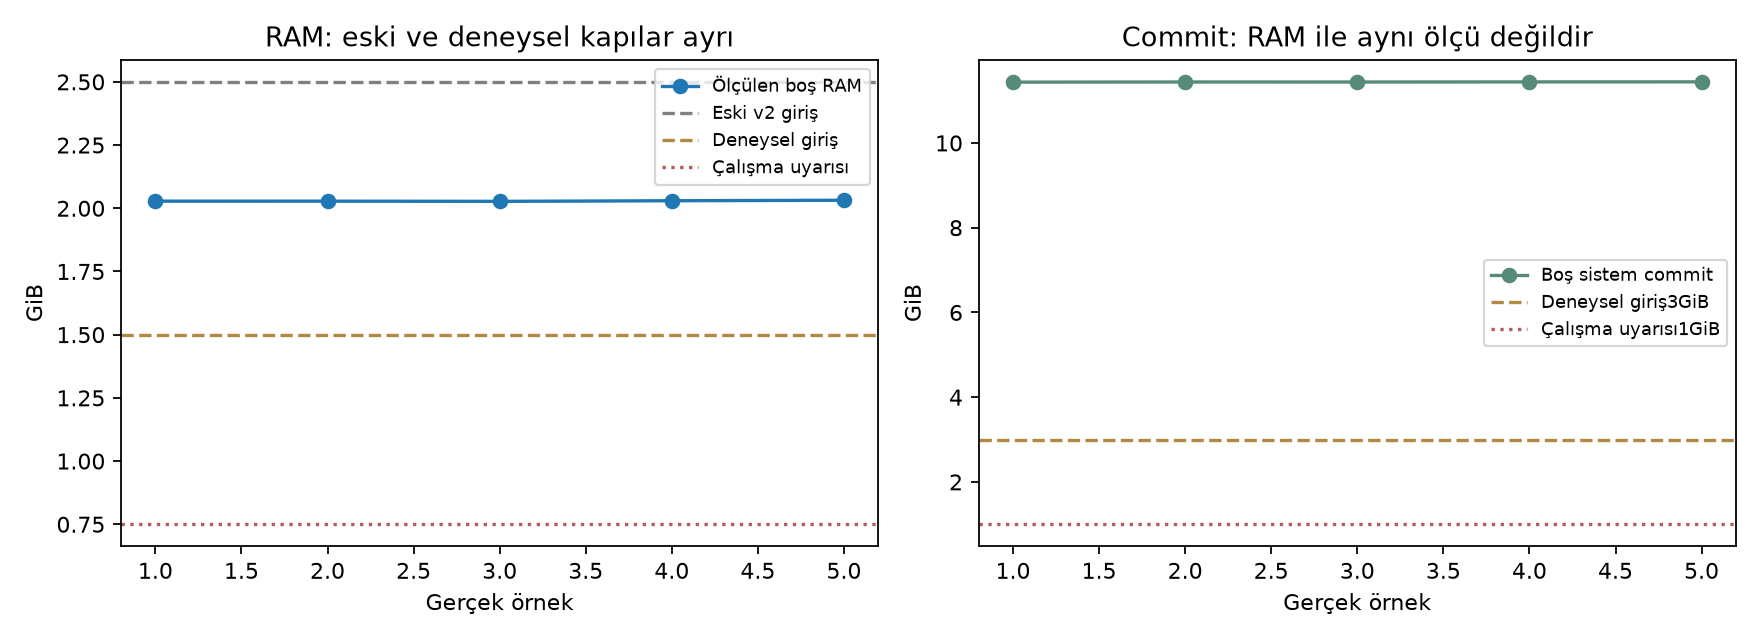 RAM: eski ve deneysel kapılar ayrı
2.50
2.25
2.00
1.75
1.50
1.25
1.00
0.75
GiB
Ölçülen boş RAM
Eski v2 giriş
Deneysel giriş
Çalışma uyarısı
1.0 1.5 2.0 2.5 3.0 3.5 4.0 4.5 5.0
Gerçek örnek
Commit: RAM ile aynı ölçü değildir
10
8
6
4
2
GiB
Boş sistem commit
Deneysel giriş3GiB
Çalışma uyarısı1GiB
1.0 1.5 2.0 2.5 3.0 3.5 4.0 4.5 5.0
Gerçek örnek